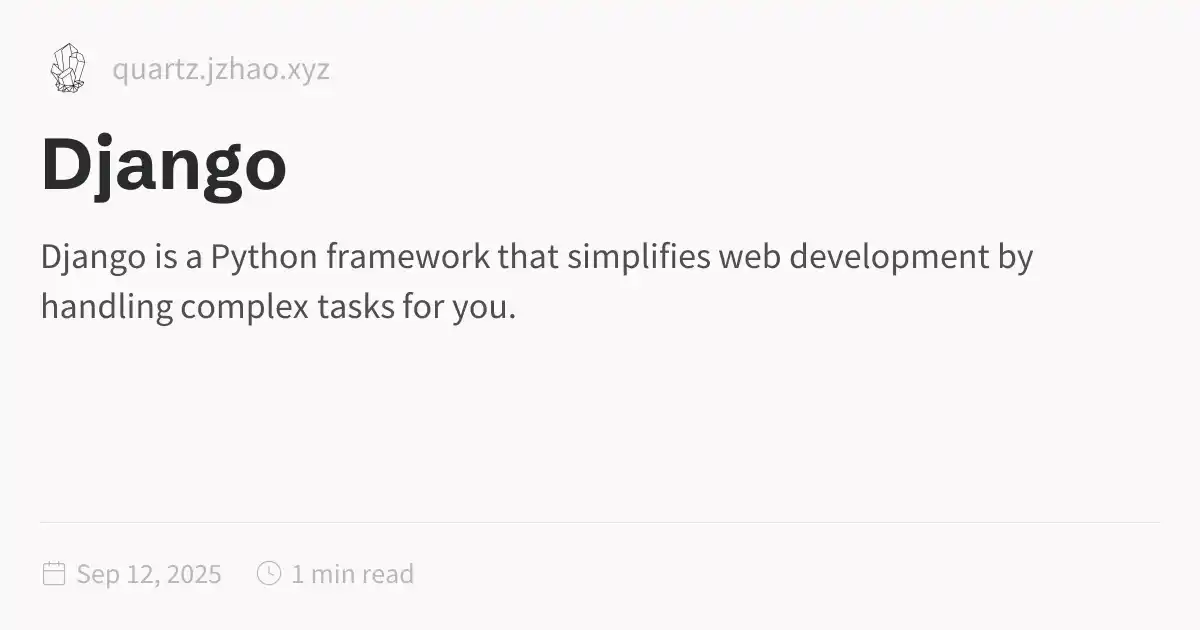 quartz.jzhao.xyz
Django
Django is a Python framework that simplifies web development by
handling complex tasks for you.
Sep 12, 2025 1 min read